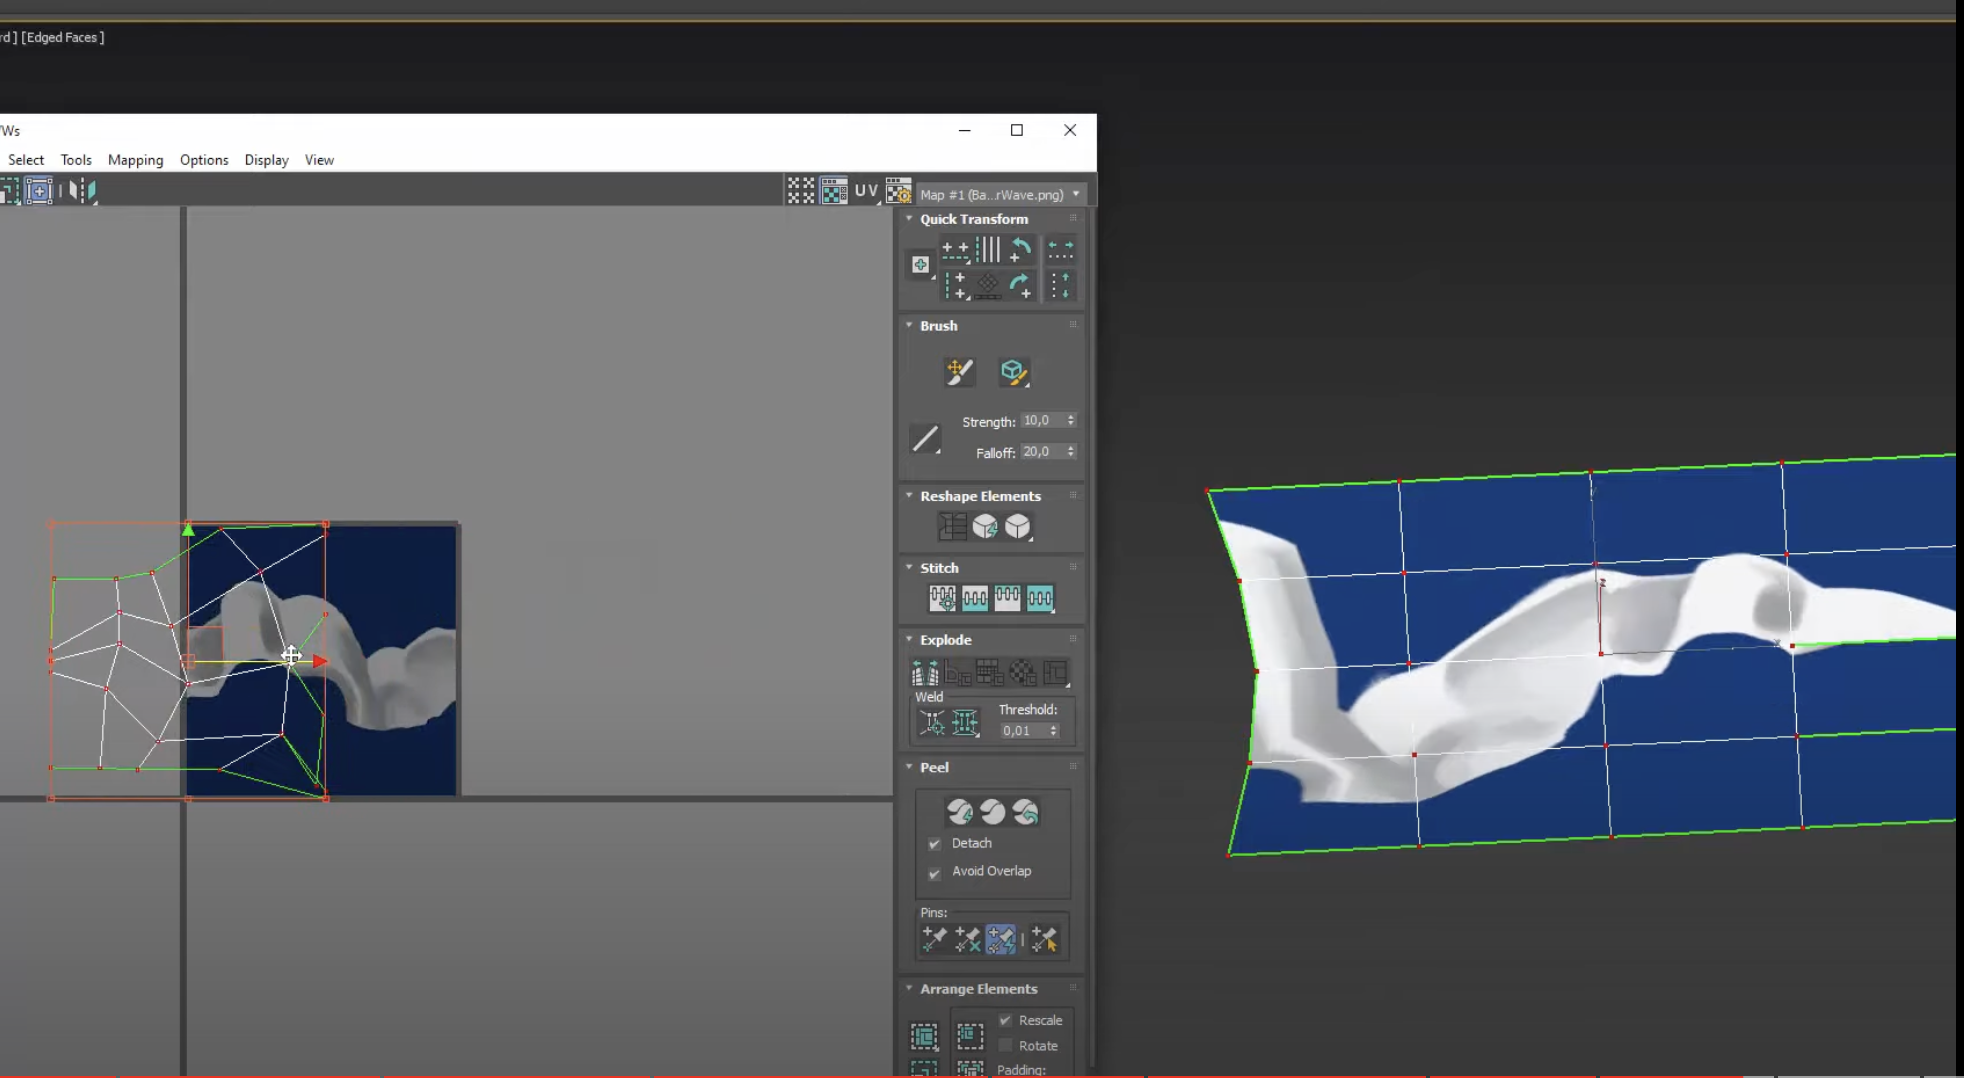 rd ] [Edged Faces ]
/Ws
Select Tools Mapping Options Display View
UV Map #1 (Ba...rWave.png)
Quick Transform
Brush
Strength: 10,0
Falloff: 20,0
Reshape Elements
Stitch
Explode
Weld
Threshold:
0,01
Peel
Detach
Avoid Overlap
Pins:
Arrange Elements
Rescale
Rotate
Padding:
z
x